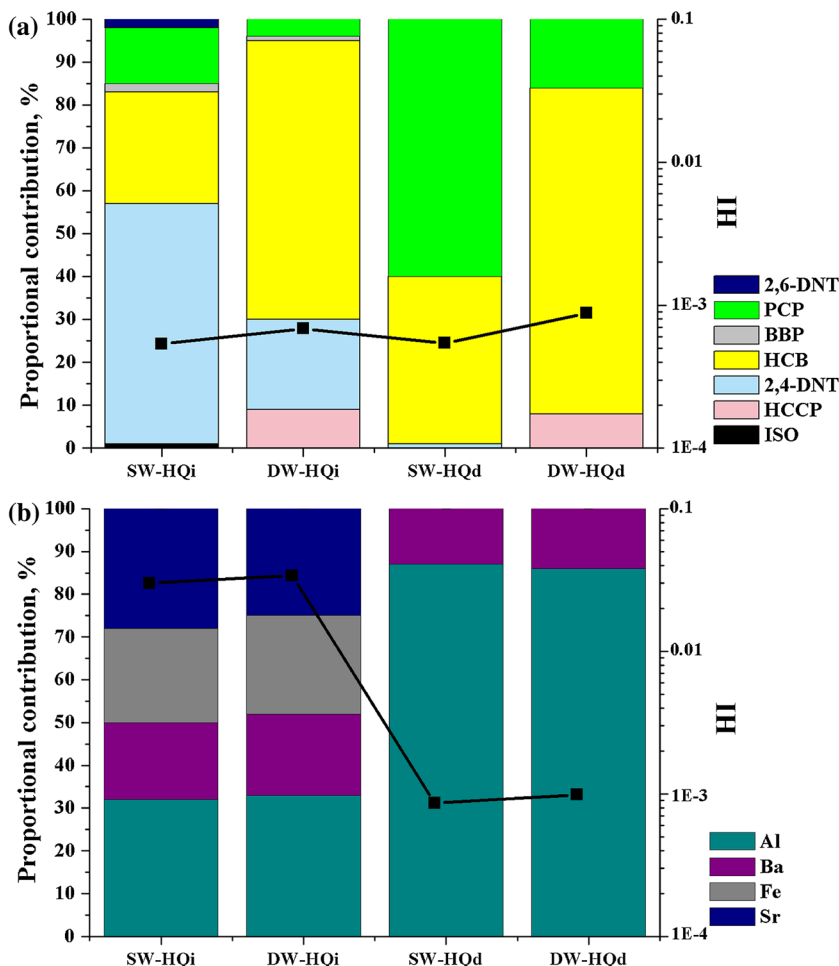 (a)
Proportional contribution, %
100
90
80
70
60
50
40
30
20
10
0
SW-HQi DW-HQi SW-HQd DW-HQd
0.1
0.01
1E-3
1E-4
HI
2,6-DNT
PCP
BBP
HCB
2,4-DNT
HCCP
ISO
(b)
Proportional contribution, %
100
90
80
70
60
50
40
30
20
10
0
SW-HQi DW-HQi SW-HQd DW-HQd
0.1
0.01
1E-3
1E-4
HI
Al
Ba
Fe
Sr